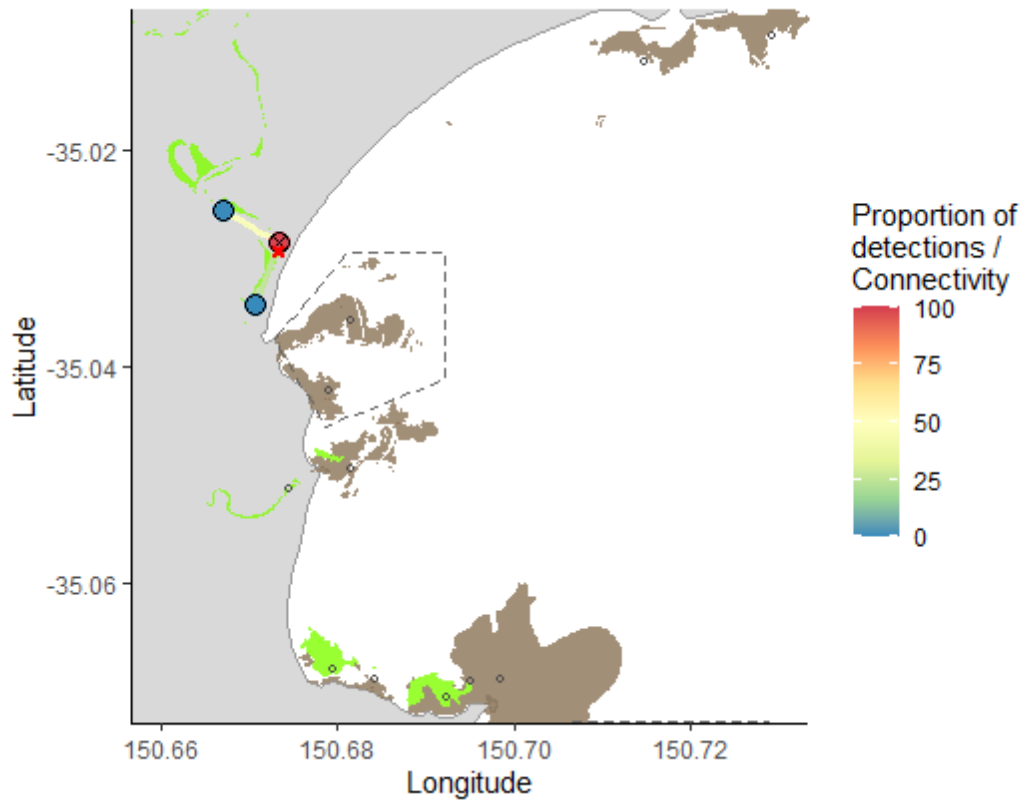 -35.02
-35.04
-35.06
Latitude
150.66
150.68
150.70
150.72
Longitude
Proportion of
detections /
Connectivity
100
75
50
25
0